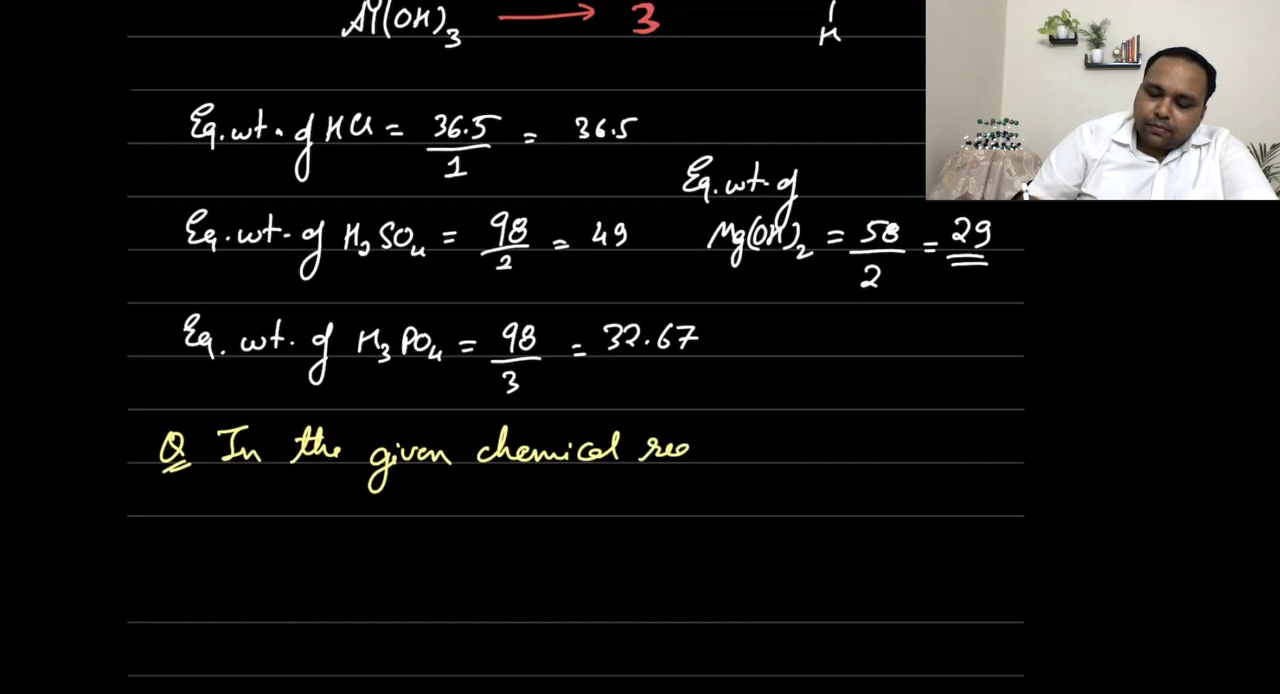 Al(OH)3 → 3
H
Eq. wt. of HCl = 36.5/1 = 36.5
Eq. wt. of H2SO4 = 98/2 = 49
Eq. wt. of
Mg(OH)2 = 58/2 = 29
Eq. wt. of H3PO4 = 98/3 = 32.67
Q In the given chemical rea